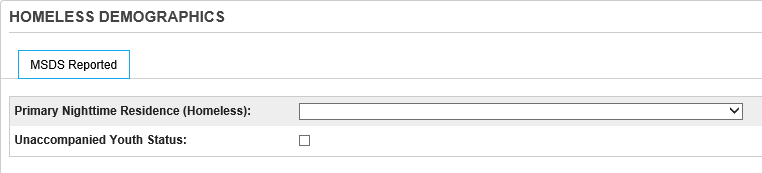 HOMELESS DEMOGRAPHICS
MSDS Reported
Primary Nighttime Residence (Homeless):
Unaccompanied Youth Status: